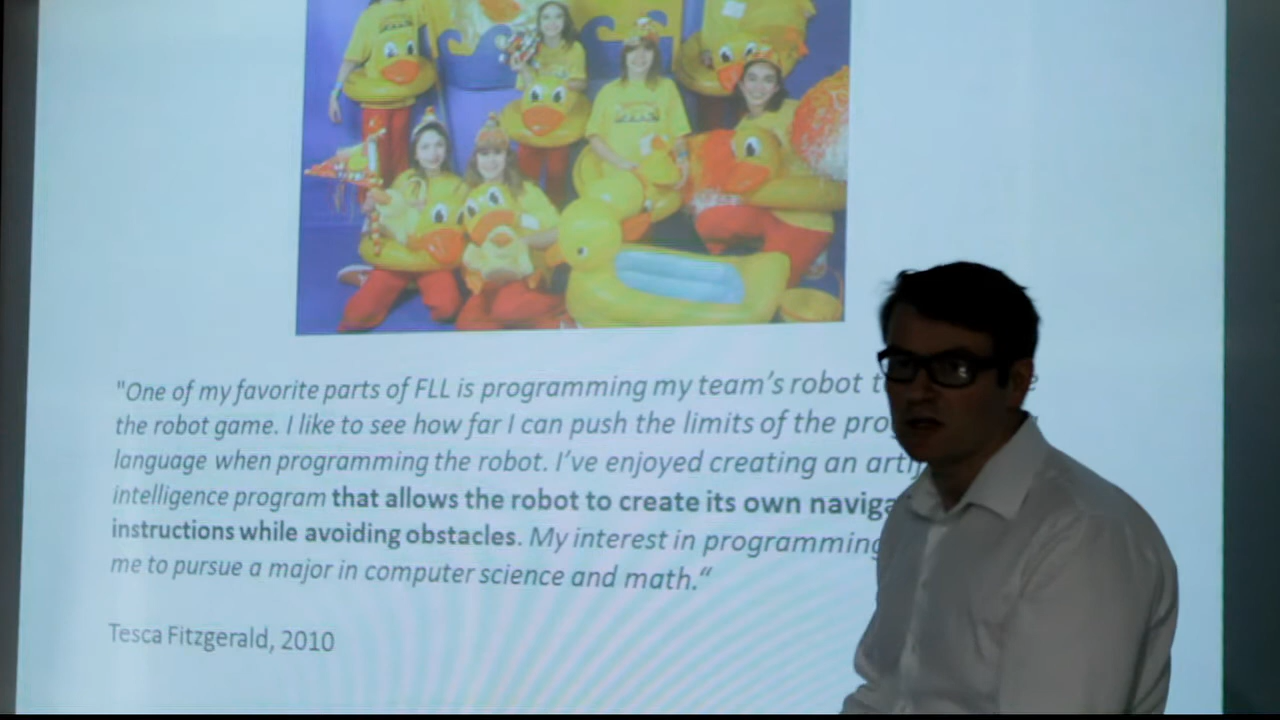 "One of my favorite parts of FLL is programming my team's robot
the robot game. I like to see how far I can push the limits of the
language when programming the robot. I've enjoyed creating an
intelligence program that allows the robot to create its own
instructions while avoiding obstacles. My interest in programming
me to pursue a major in computer science and math.“
Tesca Fitzgerald, 2010